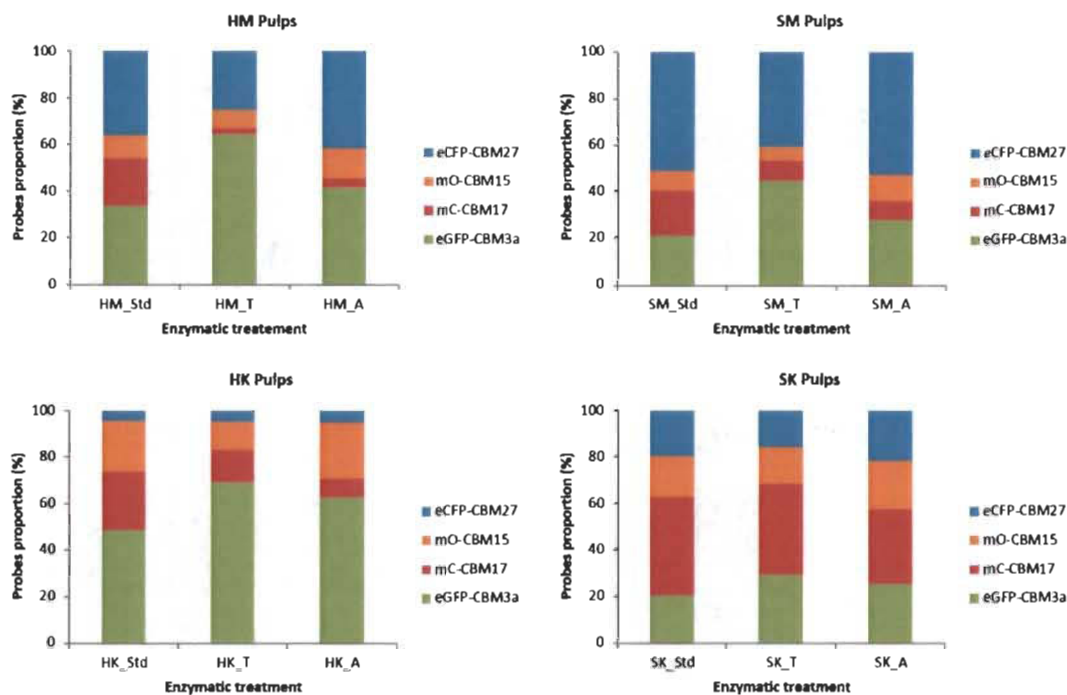 HM Pulps
Probes proportion (%)
100
80
60
40
20
0
HM_Std
HM_T
HM_A
Enzymatic treatement
eCFP-CBM27
mO-CBM15
mC-CBM17
eGFP-CBM3a
SM Pulps
Probes proportion (%)
100
80
60
40
20
0
SM_Std
SM_T
SM_A
Enzymatic treatment
eCFP-CBM27
mO-CBM15
mC-CBM17
eGFP-CBM3a
HK Pulps
Probes proportion (%)
100
80
60
40
20
0
HK_Std
HK_T
HK_A
Enzymatic treatment
eCFP-CBM27
mO-CBM15
mC-CBM17
eGFP-CBM3a
SK Pulps
Probes proportion (%)
100
80
60
40
20
0
SK_Std
SK_T
SK_A
Enzymatic treatment
eCFP-CBM27
mO-CBM15
mC-CBM17
eGFP-CBM3a